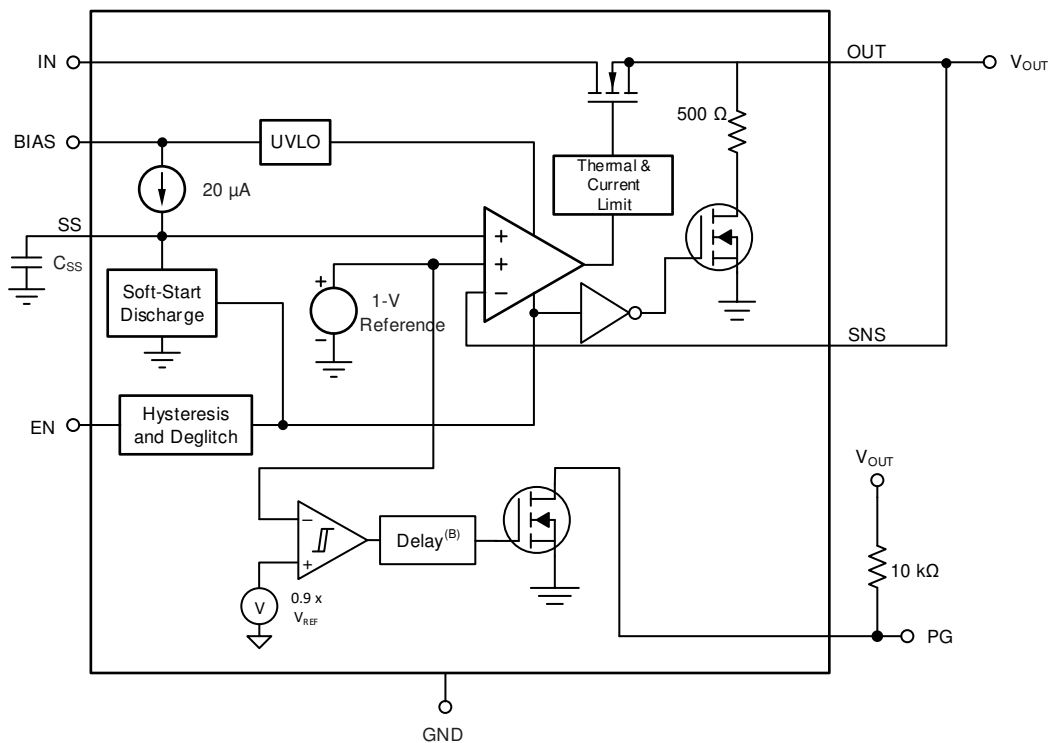 IN
OUT
V_OUT
BIAS
UVLO
500 Ω
20 µA
Thermal &
Current
Limit
SS
C_SS
+
+
−
Soft-Start
Discharge
+
1-V
Reference
−
SNS
EN
Hysteresis
and Deglitch
V_OUT
−
+
Delay^(B)
10 kΩ
V
0.9 x
V_REF
PG
GND